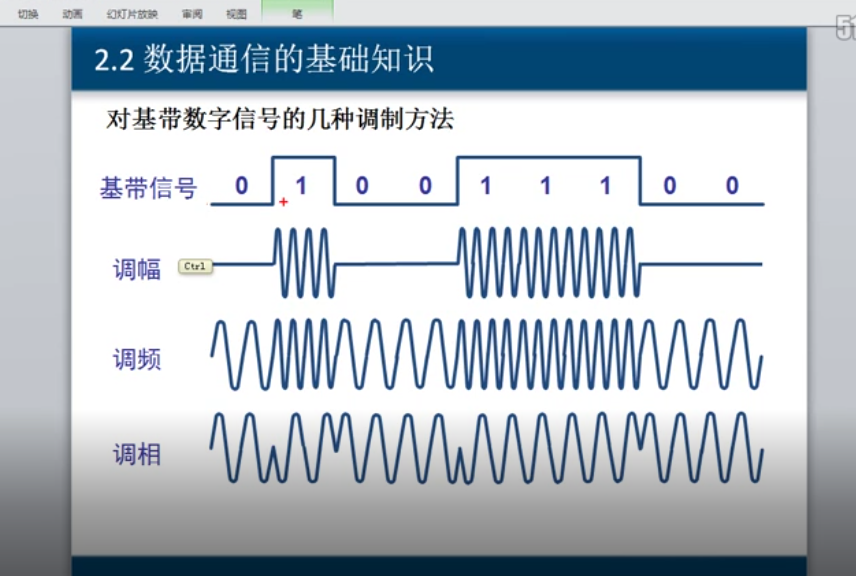 切换 动画 幻灯片放映 审阅 视图 笔
51
2.2 数据通信的基础知识
对基带数字信号的几种调制方法
基带信号 0 1 0 0 1 1 1 0 0
调幅 Ctrl
调频
调相